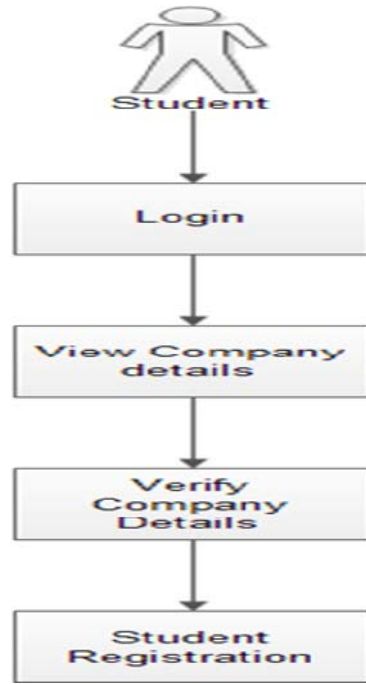 Student
Login
View Company
details
Verify
Company
Details
Student
Registration